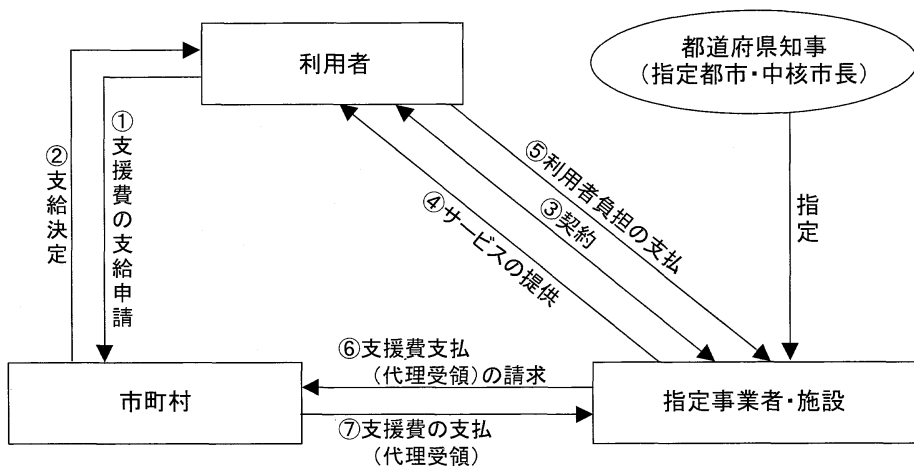 利用者
都道府県知事
（指定都市・中核市長）
①支援費の支給申請
②支給決定
⑤利用者負担の支払
③契約
④サービスの提供
指定
⑥支援費支払
（代理受領）の請求
市町村
指定事業者・施設
⑦支援費の支払
（代理受領）